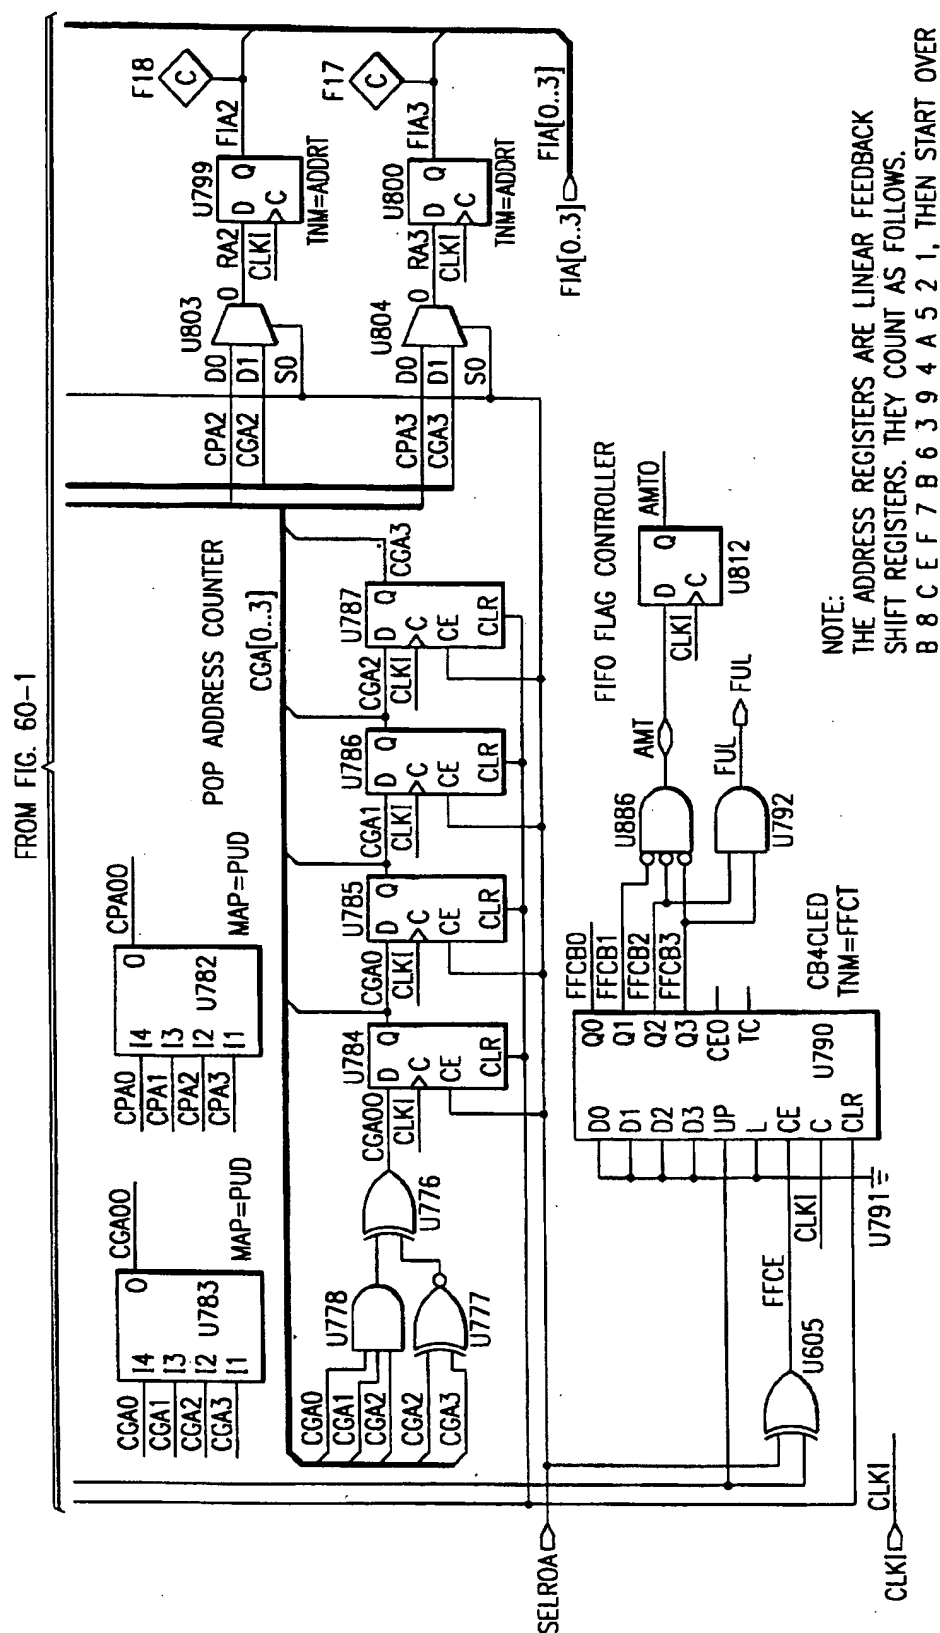 FROM FIG. 60-1
CGA0
CGA1
CGA2
CGA3
I4
I3
I2
I1
O
U783
CGA00
MAP=PUD
CPA0
CPA1
CPA2
CPA3
I4
I3
I2
I1
O
U782
CPA00
MAP=PUD
POP ADDRESS COUNTER
CGA[0..3]
CGA0
CGA1
CGA2
CGA2
CGA3
U778
U777
U776
CGA00
CLKI
U784
D Q
C
CE
CLR
CGA0
CLKI
U785
D Q
C
CE
CLR
CGA1
CLKI
U786
D Q
C
CE
CLR
CGA2
CLKI
U787
D Q
C
CE
CLR
CGA3
CPA2
CGA2
D0
D1
S0
U803
O
RA2
CLKI
U799
D Q
C
TNM=ADDRT
FIA2
F18
C
CPA3
CGA3
D0
D1
S0
U804
O
RA3
CLKI
U800
D Q
C
TNM=ADDRT
FIA3
F17
C
FIA[0..3]
FIA[0..3]
SELROA
U605
FFCE
CLKI
U791
D0
D1
D2
D3
UP
L
CE
C
CLR
Q0
Q1
Q2
Q3
CEO
TC
U790
CB4CLED
TNM=FFCT
FFCB0
FFCB1
FFCB2
FFCB3
U886
U792
AMT
FUL
FUL
FIFO FLAG CONTROLLER
CLKI
D Q
C
U812
AMTO
CLKI
CLKI
NOTE:
THE ADDRESS REGISTERS ARE LINEAR FEEDBACK
SHIFT REGISTERS. THEY COUNT AS FOLLOWS.
B 8 C E F 7 B 6 3 9 4 A 5 2 1, THEN START OVER